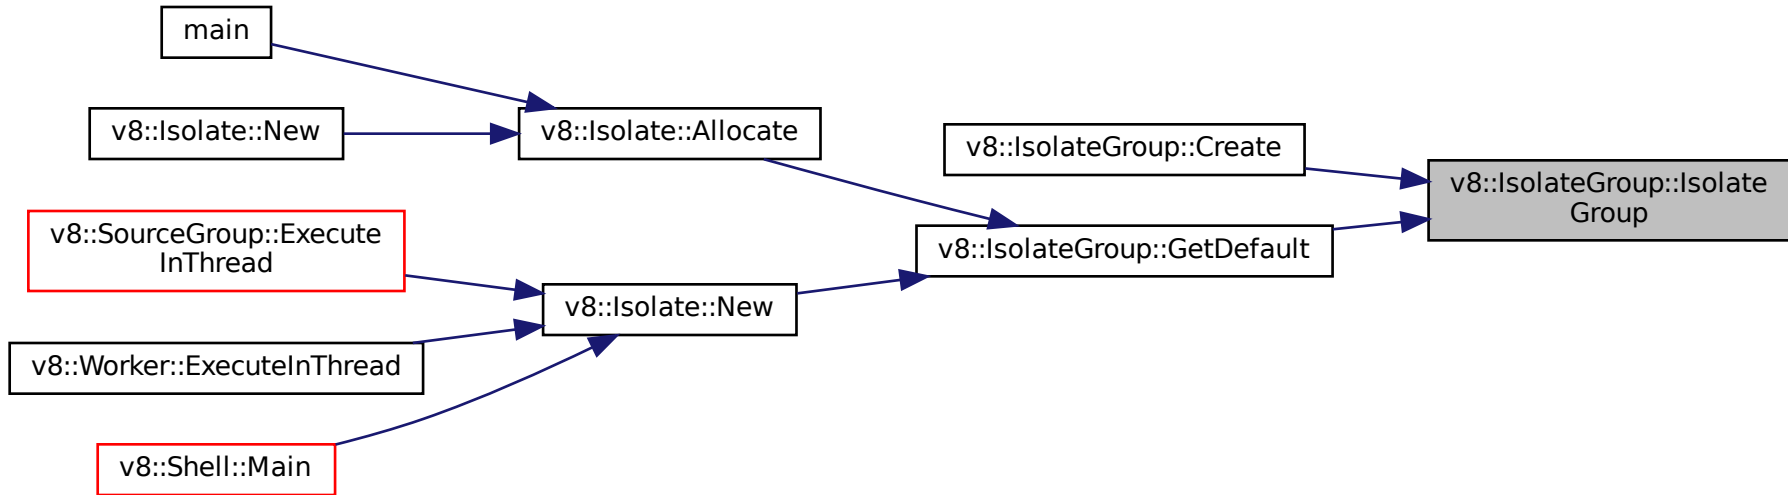 main
v8::Isolate::New
v8::Isolate::Allocate
v8::IsolateGroup::Create
v8::IsolateGroup::Isolate
Group
v8::SourceGroup::Execute
InThread
v8::IsolateGroup::GetDefault
v8::Isolate::New
v8::Worker::ExecuteInThread
v8::Shell::Main